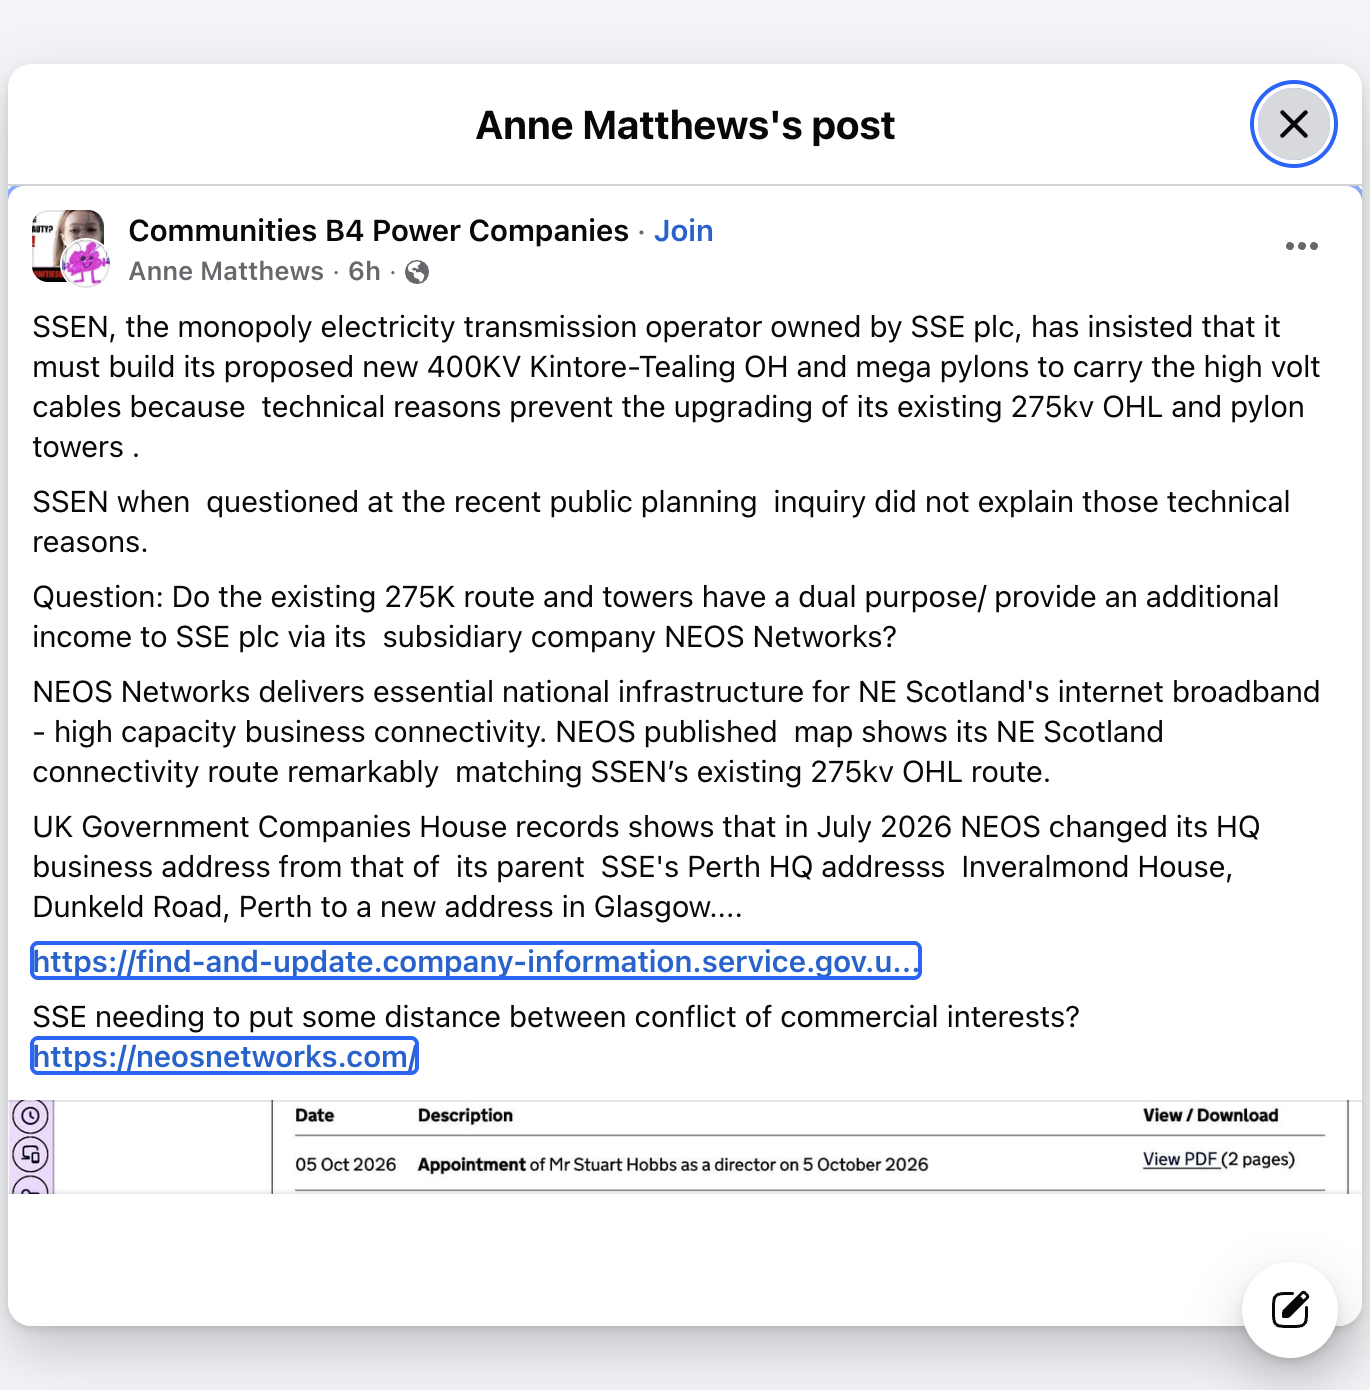 Anne Matthews's post
Communities B4 Power Companies · Join
Anne Matthews · 6h ·
SSEN, the monopoly electricity transmission operator owned by SSE plc, has insisted that it
must build its proposed new 400KV Kintore-Tealing OH and mega pylons to carry the high volt
cables because  technical reasons prevent the upgrading of its existing 275kv OHL and pylon
towers .
SSEN when  questioned at the recent public planning  inquiry did not explain those technical
reasons.
Question: Do the existing 275K route and towers have a dual purpose/ provide an additional
income to SSE plc via its  subsidiary company NEOS Networks?
NEOS Networks delivers essential national infrastructure for NE Scotland's internet broadband
- high capacity business connectivity. NEOS published  map shows its NE Scotland
connectivity route remarkably  matching SSEN’s existing 275kv OHL route.
UK Government Companies House records shows that in July 2026 NEOS changed its HQ
business address from that of  its parent  SSE's Perth HQ addresss  Inveralmond House,
Dunkeld Road, Perth to a new address in Glasgow....
https://find-and-update.company-information.service.gov.u...
SSE needing to put some distance between conflict of commercial interests?
https://neosnetworks.com/
Date Description View / Download
05 Oct 2026 Appointment of Mr Stuart Hobbs as a director on 5 October 2026 View PDF (2 pages)